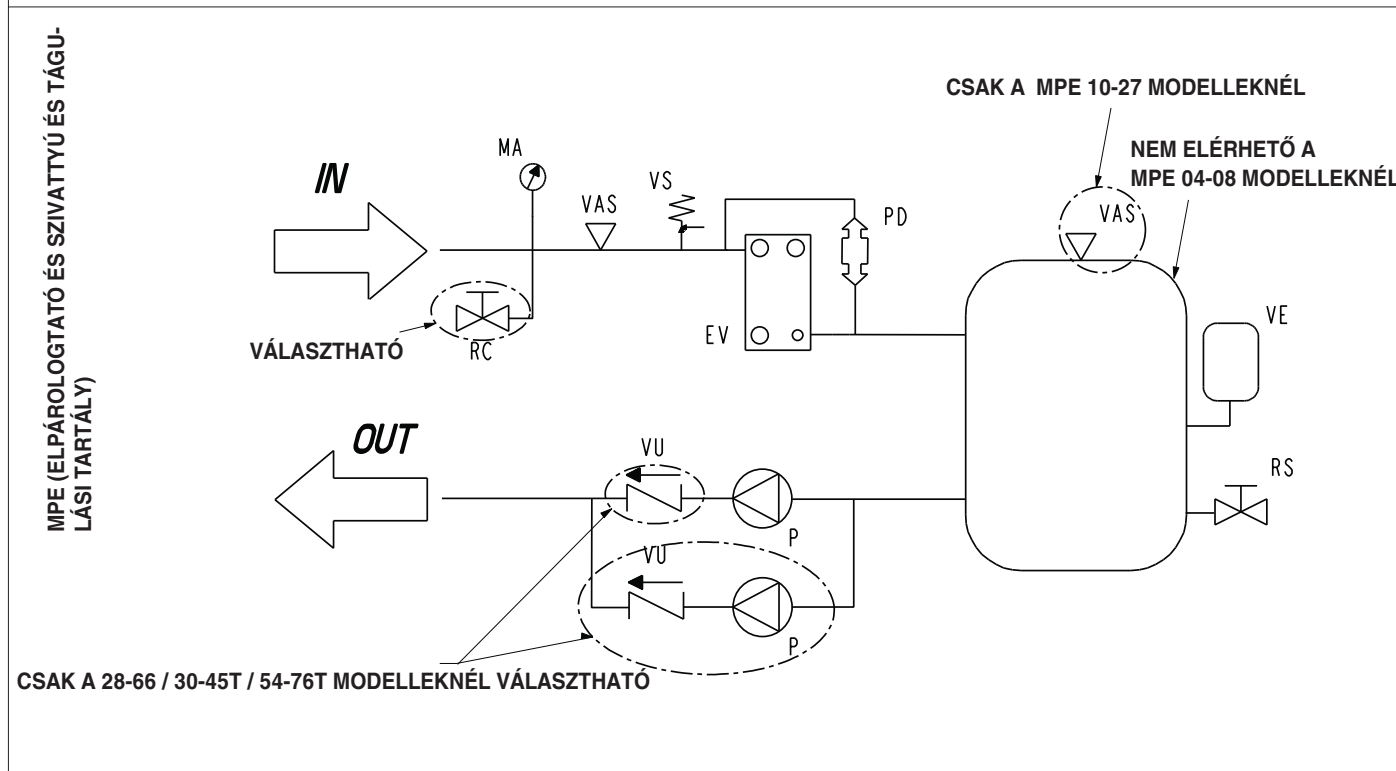 MPE (ELPÁROLOGTATÓ ÉS SZIVATTYÚ ÉS TÁGU-
LÁSI TARTÁLY)
CSAK A MPE 10-27 MODELLEKNÉL
NEM ELÉRHETŐ A
MPE 04-08 MODELLEKNÉL
IN
MA
VAS
VS
PD
VAS
EV
VÁLASZTHATÓ
RC
VE
OUT
VU
P
RS
VU
P
CSAK A 28-66 / 30-45T / 54-76T MODELLEKNÉL VÁLASZTHATÓ